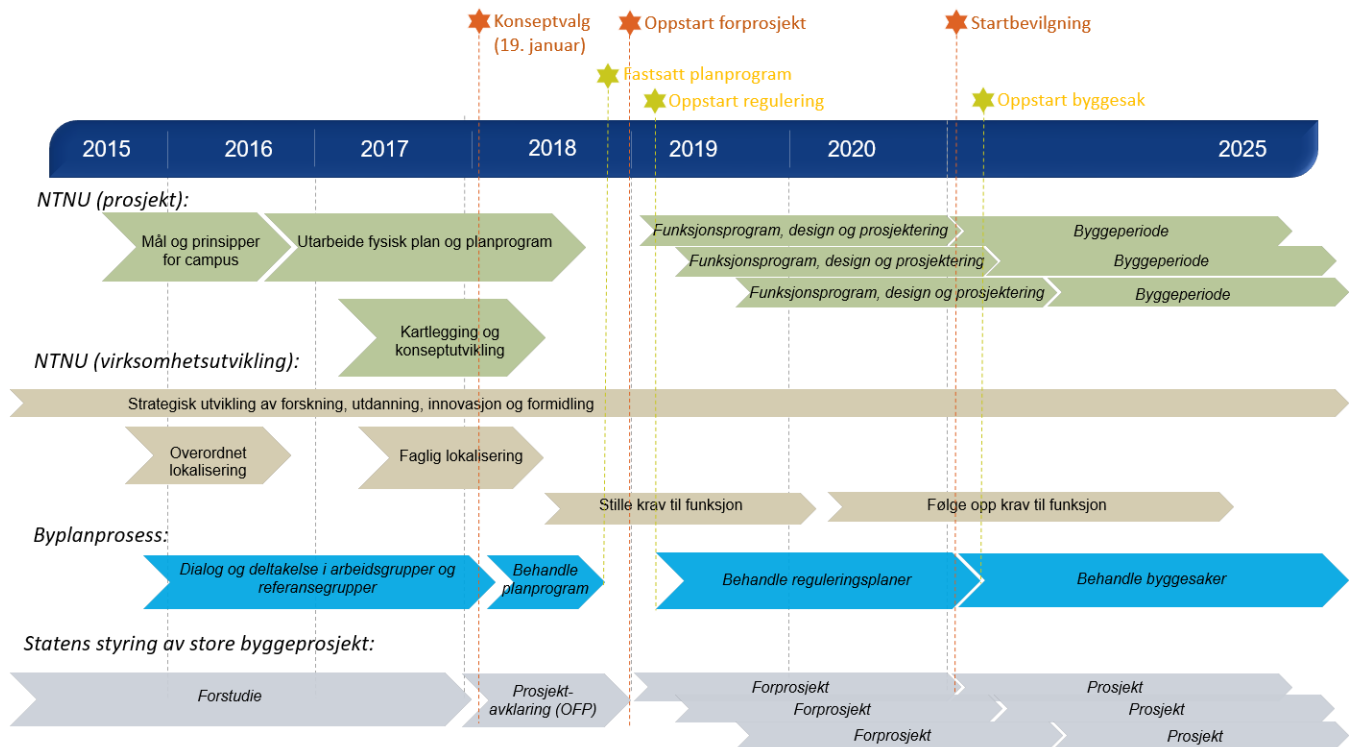 Konseptvalg
(19. januar)
Oppstart forprosjekt
Startbevilgning
Fastsatt planprogram
Oppstart regulering
Oppstart byggesak
2015
2016
2017
2018
2019
2020
2025
NTNU (prosjekt):
Mål og prinsipper
for campus
Utarbeide fysisk plan og planprogram
Funksjonsprogram, design og prosjektering
Byggeperiode
Funksjonsprogram, design og prosjektering
Byggeperiode
Funksjonsprogram, design og prosjektering
Byggeperiode
Kartlegging og
konseptutvikling
NTNU (virksomhetsutvikling):
Strategisk utvikling av forskning, utdanning, innovasjon og formidling
Overordnet
lokalisering
Faglig lokalisering
Stille krav til funksjon
Følge opp krav til funksjon
Byplanprosess:
Dialog og deltakelse i arbeidsgrupper og
referansegrupper
Behandle
planprogram
Behandle reguleringsplaner
Behandle byggesaker
Statens styring av store byggeprosjekt:
Forstudie
Prosjekt-
avklaring (OFP)
Forprosjekt
Prosjekt
Forprosjekt
Prosjekt
Forprosjekt
Prosjekt